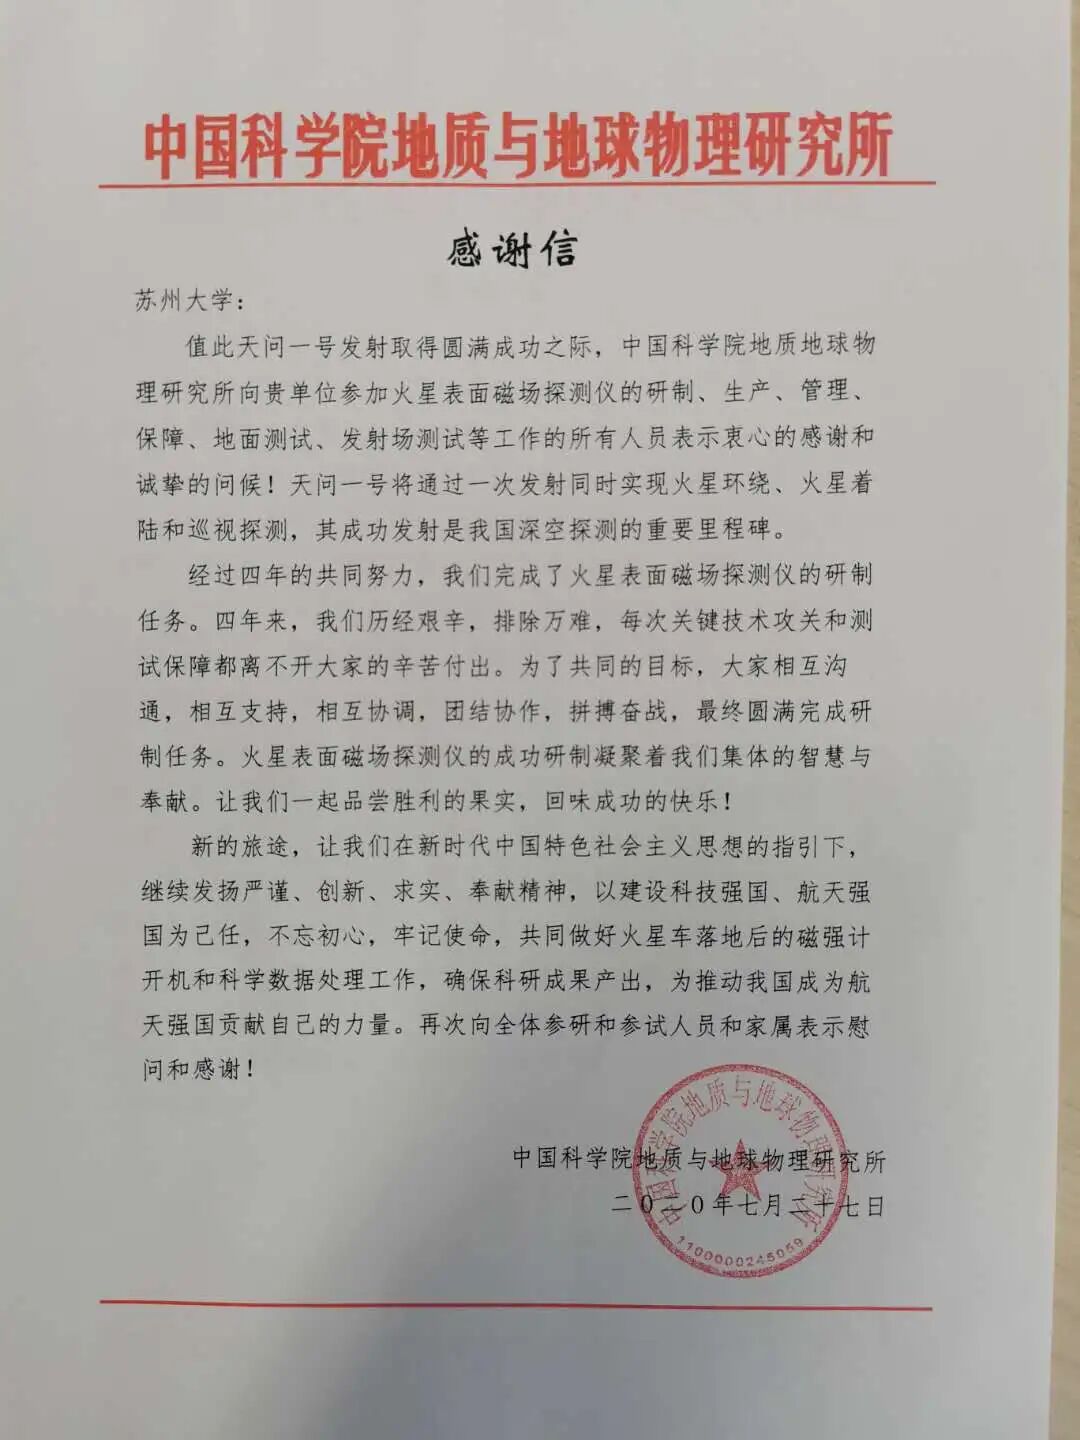 中国科学院地质与地球物理研究所
感谢信
苏州大学：
值此天问一号发射取得圆满成功之际，中国科学院地质地球物
理研究所向贵单位参加火星表面磁场探测仪的研制、生产、管理、
保障、地面测试、发射场测试等工作的所有人员表示衷心的感谢和
诚挚的问候！天问一号将通过一次发射同时实现火星环绕、火星着
陆和巡视探测，其成功发射是我国深空探测的重要里程碑。
经过四年的共同努力，我们完成了火星表面磁场探测仪的研制
任务。四年来，我们历经艰辛，排除万难，每次关键技术攻关和测
试保障都离不开大家的辛苦付出。为了共同的目标，大家相互沟
通，相互支持，相互协调，团结协作，拼搏奋战，最终圆满完成研
制任务。火星表面磁场探测仪的成功研制凝聚着我们集体的智慧与
奉献。让我们一起品尝胜利的果实，回味成功的快乐！
新的旅途，让我们在新时代中国特色社会主义思想的指引下，
继续发扬严谨、创新、求实、奉献精神，以建设科技强国、航天强
国为己任，不忘初心，牢记使命，共同做好火星车落地后的磁强计
开机和科学数据处理工作，确保科研成果产出，为推动我国成为航
天强国贡献自己的力量。再次向全体参研和参试人员和家属表示慰
问和感谢！
中国科学院地质与地球物理研究所
二0二0年七月二十七日
中国科学院地质与地球物理研究所
1100000245059